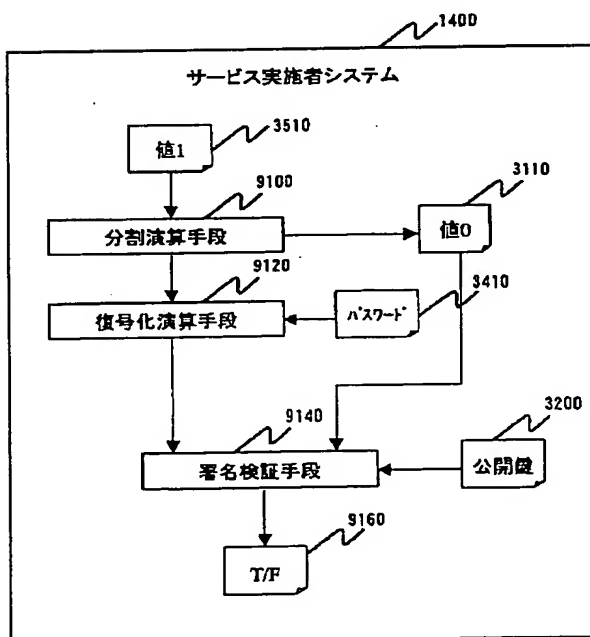 1400
サービス実施者システム
値1
3510
9100
3110
分割演算手段
値0
9120
3410
復号化演算手段
パスワード
9140
3200
署名検証手段
公開鍵
9160
T/F